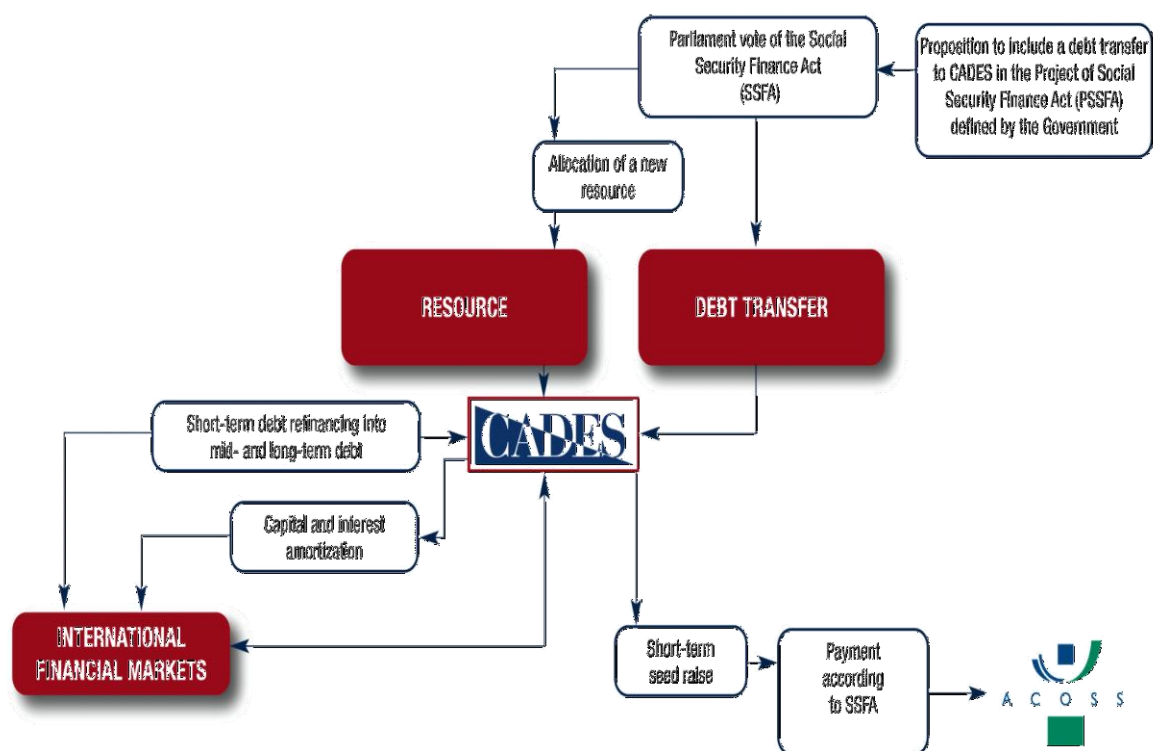 Parliament vote of the Social
Security Finance Act
(SSFA)
Proposition to include a debt transfer
to CADES in the Project of Social
Security Finance Act (PSSFA)
defined by the Government
Allocation of a new
resource
RESOURCE
DEBT TRANSFER
Short-term debt refinancing into
mid- and long-term debt
CADES
Capital and interest
amortization
INTERNATIONAL
FINANCIAL MARKETS
Short-term
seed raise
Payment
according
to SSFA
ACOSS